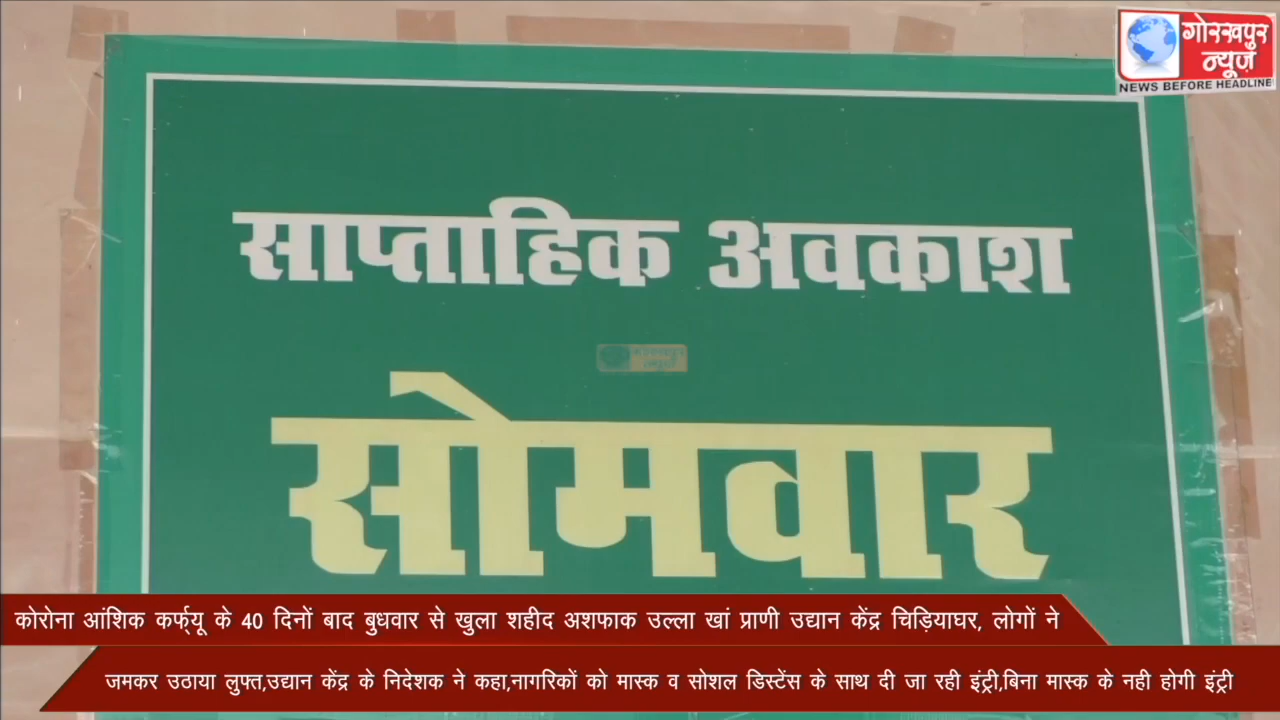 गोरखपुर
न्यूज़
NEWS BEFORE HEADLINE
साप्ताहिक अवकाश
गोरखपुर
न्यूज़
सोमवार
कोरोना आंशिक कर्फ्यू के 40 दिनों बाद बुधवार से खुला शहीद अशफाक उल्ला खां प्राणी उद्यान केंद्र चिड़ियाघर, लोगों ने
जमकर उठाया लुफ्त,उद्यान केंद्र के निदेशक ने कहा,नागरिकों को मास्क व सोशल डिस्टेंस के साथ दी जा रही इंट्री,बिना मास्क के नही होगी इंट्री